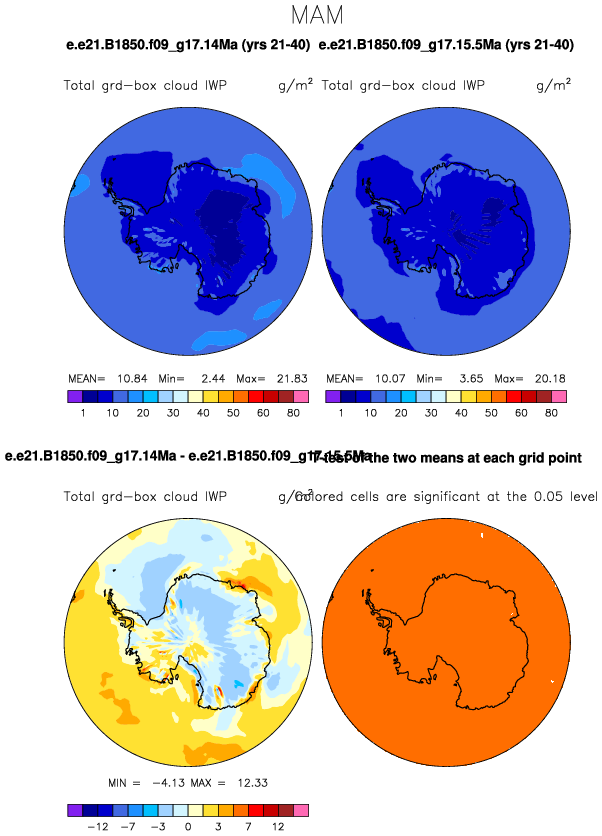 MAM
e.e21.B1850.f09_g17.14Ma (yrs 21-40) e.e21.B1850.f09_g17.15.5Ma (yrs 21-40)
Total grd-box cloud IWP g/m² Total grd-box cloud IWP g/m²
MEAN= 10.84 Min= 2.44 Max= 21.83 MEAN= 10.07 Min= 3.65 Max= 20.18
1 10 20 30 40 50 60 80 1 10 20 30 40 50 60 80
e.e21.B1850.f09_g17.14Ma - e.e21.B1850.f09_g17.15.5Ma T-test of the two means at each grid point
Total grd-box cloud IWP g/m² Colored cells are significant at the 0.05 level
MIN = -4.13 MAX = 12.33
-12 -7 -3 0 3 7 12